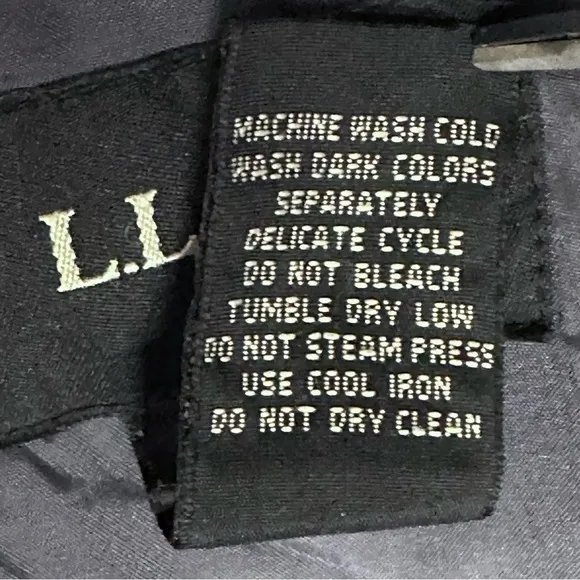 L.L
MACHINE WASH COLD
WASH DARK COLORS
SEPARATELY
DELICATE CYCLE
DO NOT BLEACH
TUMBLE DRY LOW
DO NOT STEAM PRESS
USE COOL IRON
DO NOT DRY CLEAN